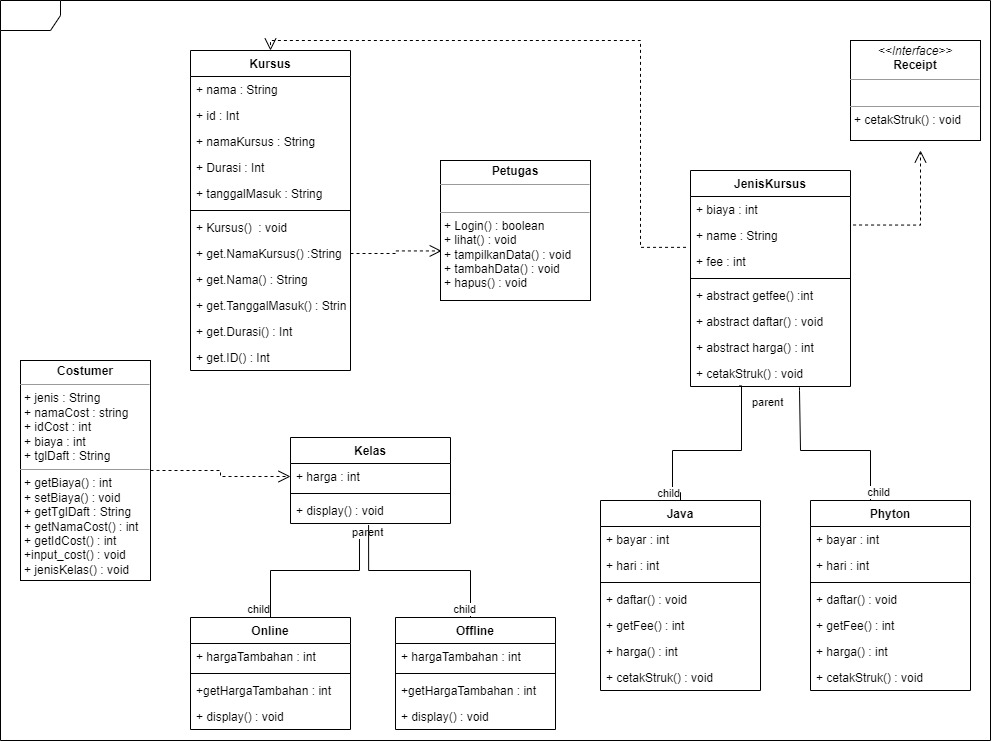 Kursus
+ nama : String
+ id : Int
+ namaKursus : String
+ Durasi : Int
+ tanggalMasuk : String
+ Kursus() : void
+ get.NamaKursus() :String
+ get.Nama() : String
+ get.TanggalMasuk() : Strin
+ get.Durasi() : Int
+ get.ID() : Int
Petugas
+ Login() : boolean
+ lihat() : void
+ tampilkanData() : void
+ tambahData() : void
+ hapus() : void
<<Interface>>
Receipt
+ cetakStruk() : void
JenisKursus
+ biaya : int
+ name : String
+ fee : int
+ abstract getfee() :int
+ abstract daftar() : void
+ abstract harga() : int
+ cetakStruk() : void
parent
Costumer
+ jenis : String
+ namaCost : string
+ idCost : int
+ biaya : int
+ tglDaft : String
+ getBiaya() : int
+ setBiaya() : void
+ getTglDaft : String
+ getNamaCost() : int
+ getIdCost() : int
+input_cost() : void
+ jenisKelas() : void
Kelas
+ harga : int
+ display() : void
parent
child
Online
+ hargaTambahan : int
+getHargaTambahan : int
+ display() : void
child
Offline
+ hargaTambahan : int
+getHargaTambahan : int
+ display() : void
child
Java
+ bayar : int
+ hari : int
+ daftar() : void
+ getFee() : int
+ harga() : int
+ cetakStruk() : void
child
Phyton
+ bayar : int
+ hari : int
+ daftar() : void
+ getFee() : int
+ harga() : int
+ cetakStruk() : void